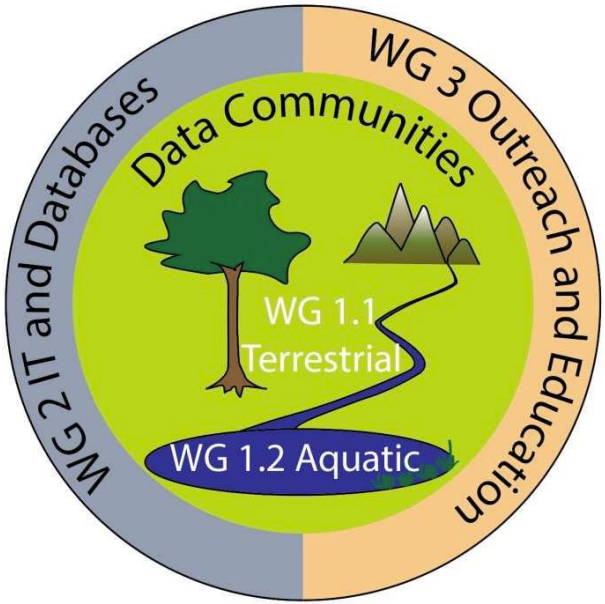 WG 2 IT and Databases
WG 3 Outreach and Education
Data Communities
WG 1.1
Terrestrial
WG 1.2 Aquatic